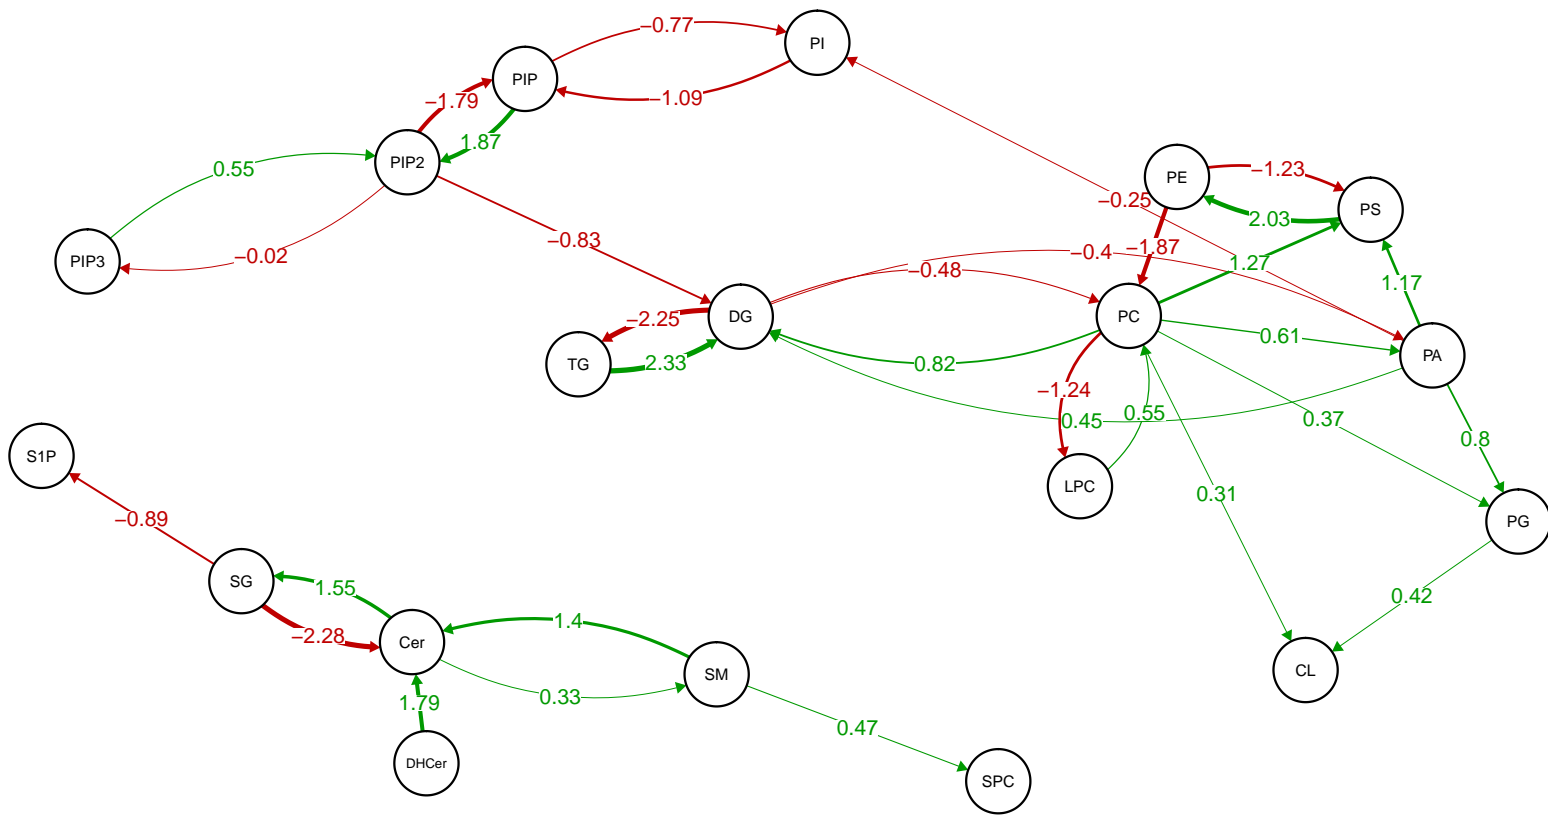 −0.77
PI
PIP
−1.79
−1.09
1.87
PIP2
0.55
PE
−1.23
PS
−0.25
2.03
PIP3
−0.02
−0.83
−1.87
−0.4
1.27
−0.48
1.17
DG
PC
−2.25
0.61
PA
TG
2.33
0.82
−1.24
0.45
0.55
0.37
0.8
S1P
LPC
0.31
−0.89
PG
SG
1.55
0.42
−2.28
Cer
1.4
CL
SM
0.33
1.79
0.47
DHCer
SPC